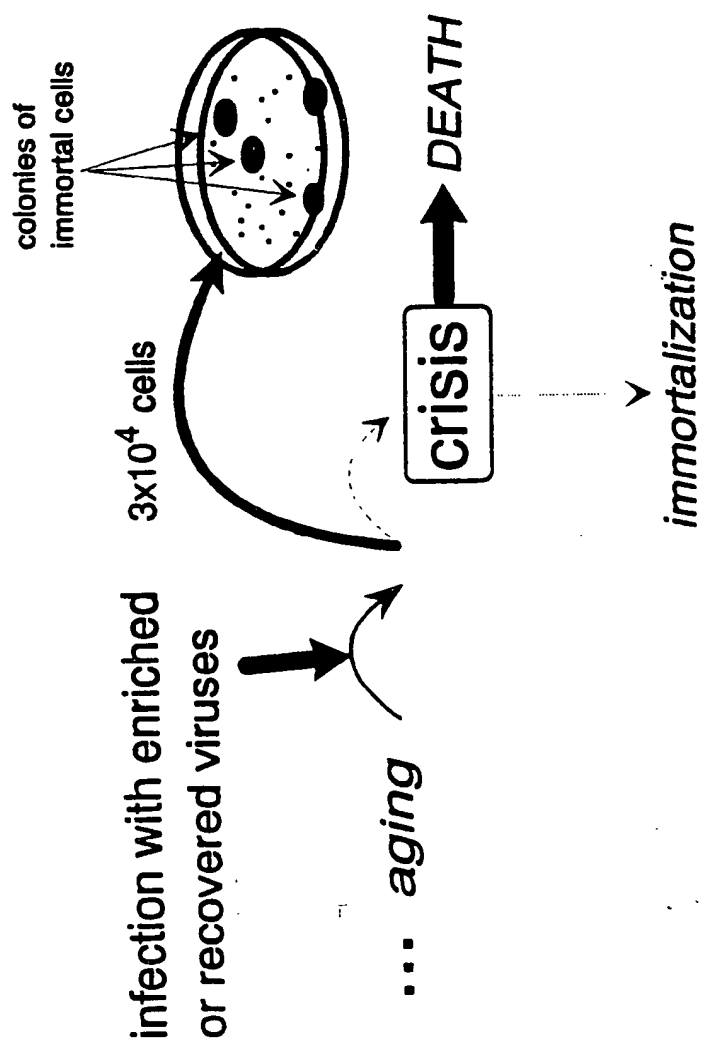 infection with enriched
or recovered viruses
3x10⁴ cells
colonies of
immortal cells
... aging
crisis
DEATH
immortalization